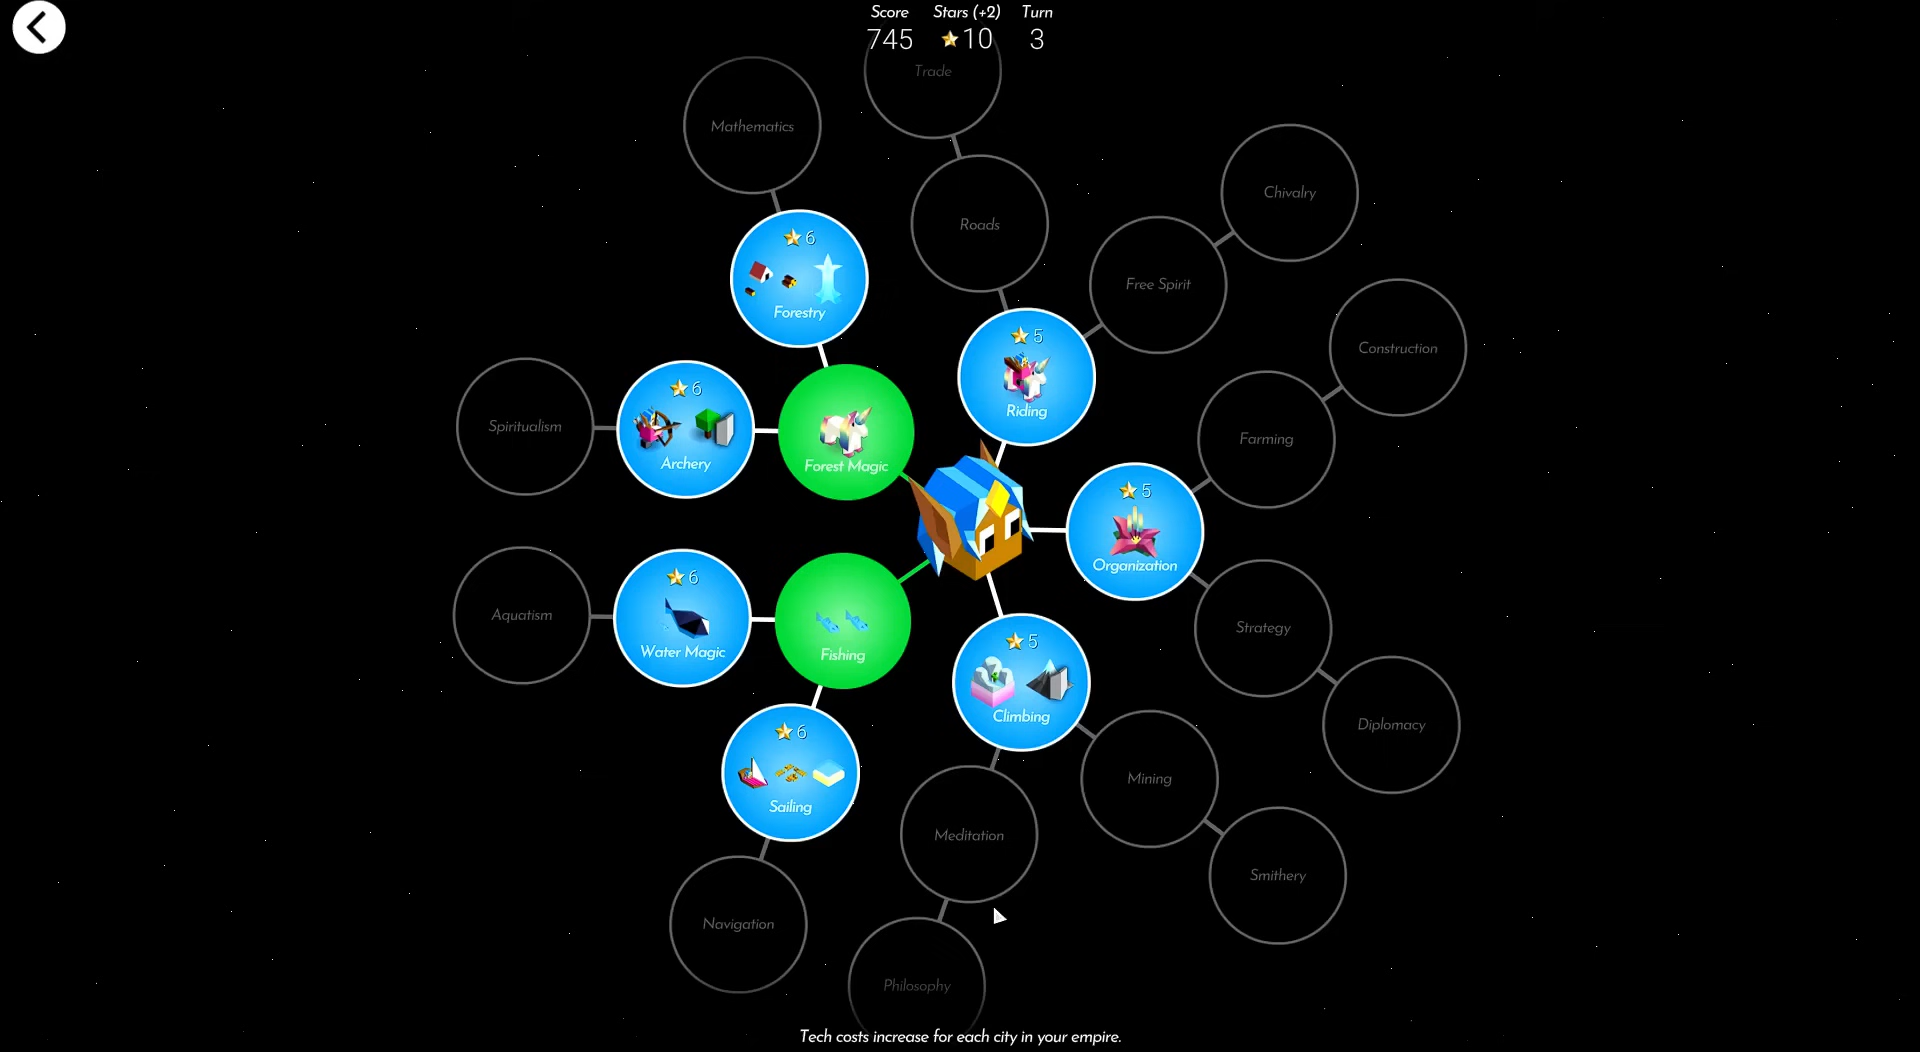 Score Stars (+2) Turn
745 10 3
Trade
Mathematics
Chivalry
Roads
6
Forestry
Free Spirit
5
Riding
Construction
6
Archery
Spiritualism
Forest Magic
Farming
5
Organization
6
Water Magic
Aquatism
Fishing
Strategy
5
Climbing
Diplomacy
6
Sailing
Mining
Meditation
Smithery
Navigation
Philosophy
Tech costs increase for each city in your empire.